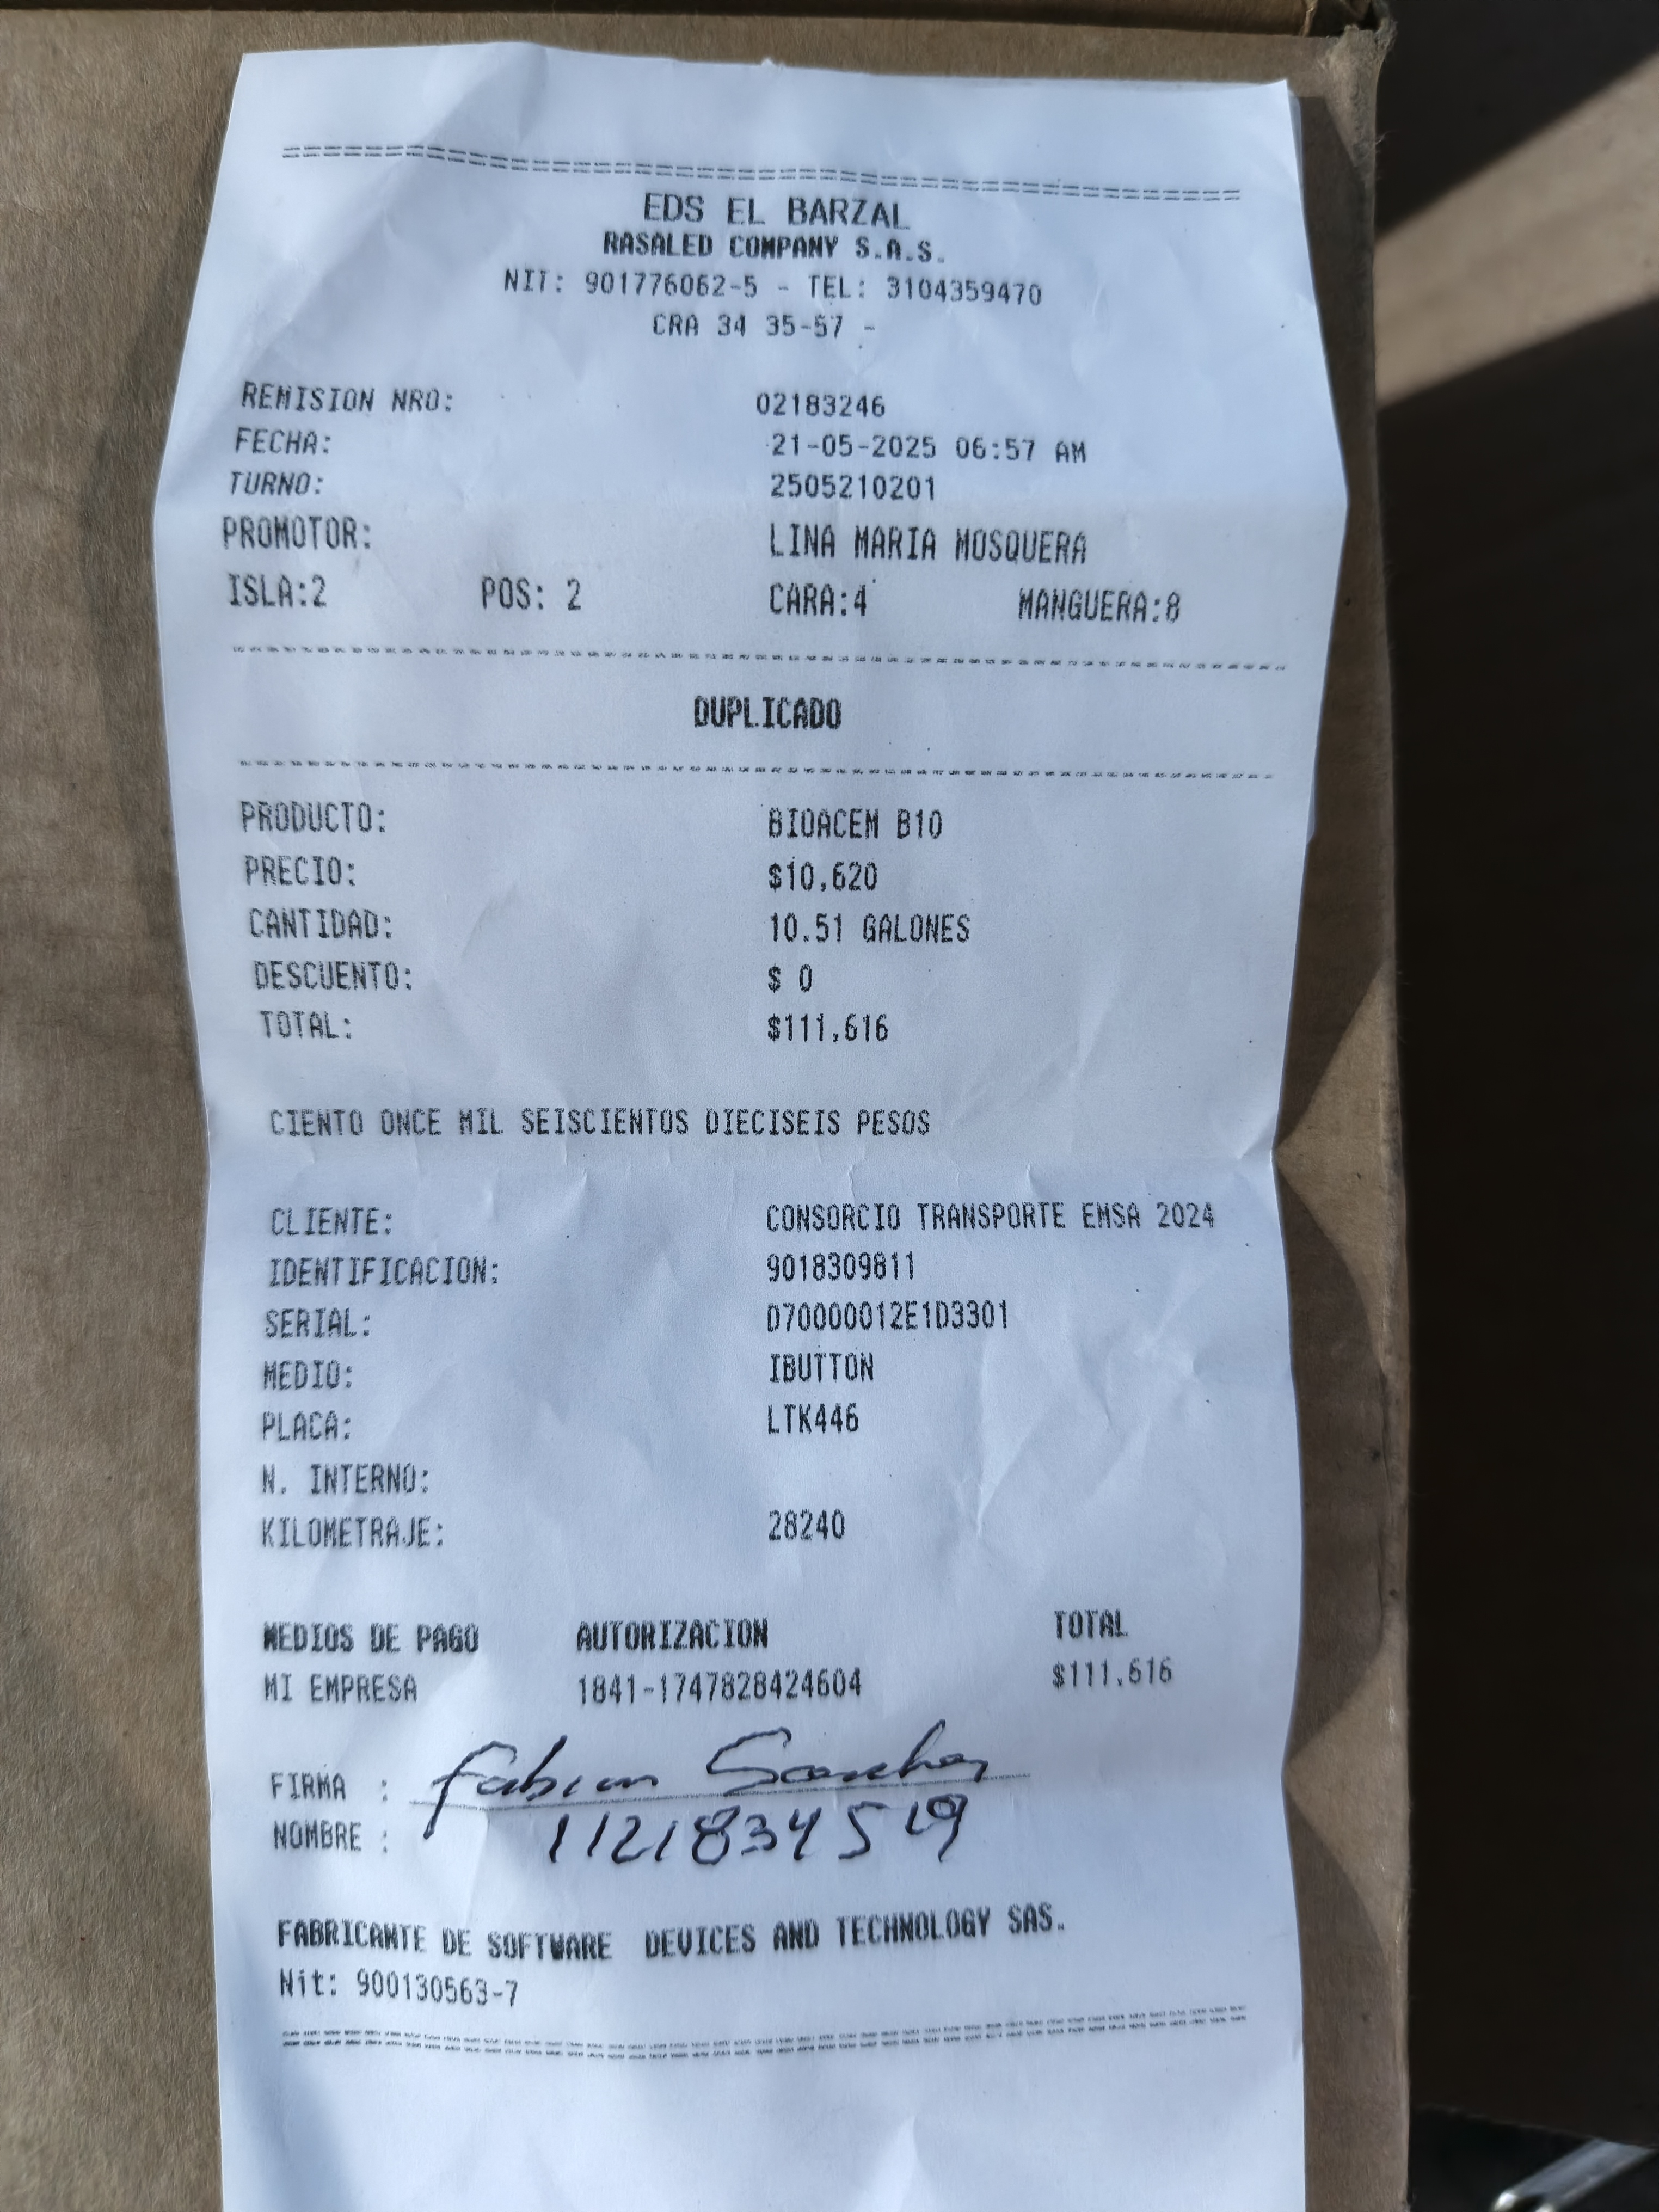 EDS EL BARZAL
RASALED COMPANY S.A.S.
NIT: 901776062-5 - TEL: 3104359470
CRA 34 35-57 -
REMISION NRO: 02183246
FECHA: 21-05-2025 06:57 AM
TURNO: 2505210201
PROMOTOR: LINA MARIA MOSQUERA
ISLA:2 POS: 2 CARA:4 MANGUERA:8
DUPLICADO
PRODUCTO: BIOACEM B10
PRECIO: $10,620
CANTIDAD: 10.51 GALONES
DESCUENTO: $ 0
TOTAL: $111,616
CIENTO ONCE MIL SEISCIENTOS DIECISEIS PESOS
CLIENTE: CONSORCIO TRANSPORTE EMSA 2024
IDENTIFICACION: 9018309811
SERIAL: D70000012E1D3301
MEDIO: IBUTTON
PLACA: LTK446
N. INTERNO:
KILOMETRAJE: 28240
MEDIOS DE PAGO AUTORIZACION TOTAL
MI EMPRESA 1841-1747828424604 $111,616
FIRMA : Fabian Sanchez
NOMBRE : 1121834519
FABRICANTE DE SOFTWARE DEVICES AND TECHNOLOGY SAS.
Nit: 900130563-7